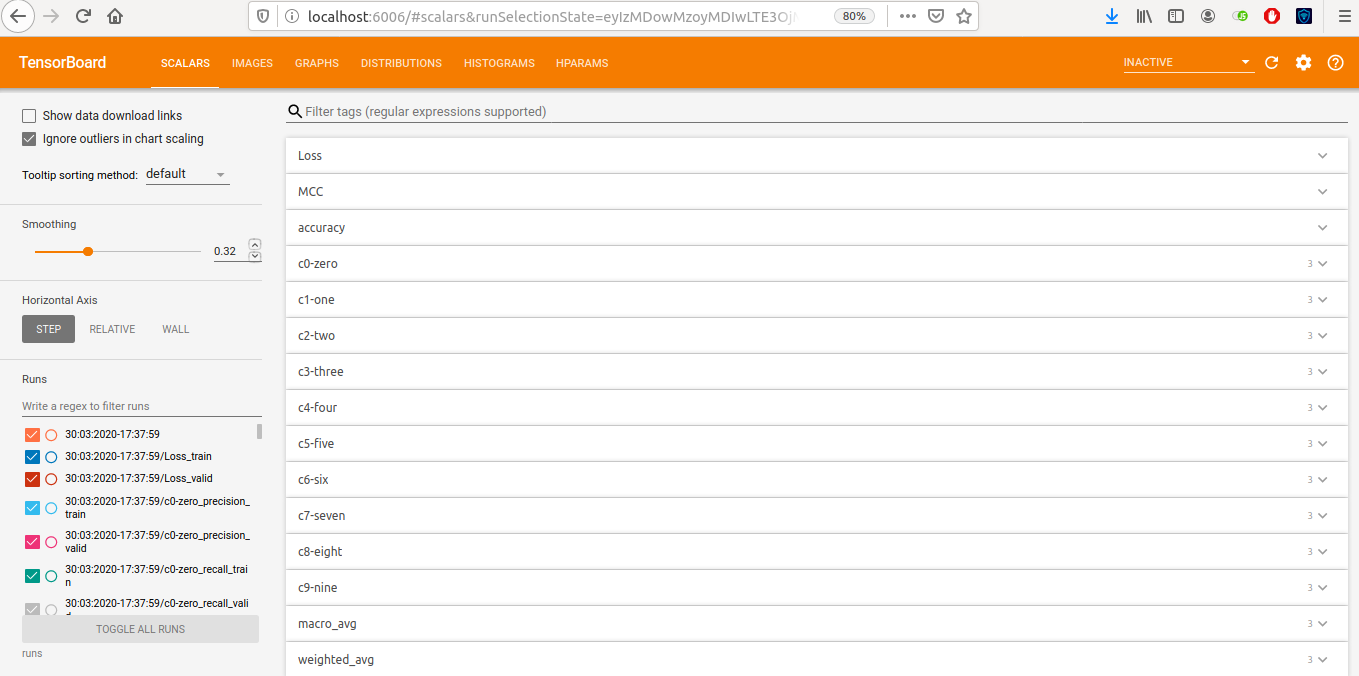 localhost:6006/#scalars&runSelectionState=eyIzMDowMzoyMDIwLTE3Oj
80%
TensorBoard
SCALARS
IMAGES
GRAPHS
DISTRIBUTIONS
HISTOGRAMS
HPARAMS
INACTIVE
Show data download links
Ignore outliers in chart scaling
Tooltip sorting method: default
Smoothing
0.32
Horizontal Axis
STEP
RELATIVE
WALL
Runs
Write a regex to filter runs
30:03:2020-17:37:59
30:03:2020-17:37:59/Loss_train
30:03:2020-17:37:59/Loss_valid
30:03:2020-17:37:59/c0-zero_precision_
train
30:03:2020-17:37:59/c0-zero_precision_
valid
30:03:2020-17:37:59/c0-zero_recall_trai
n
30:03:2020-17:37:59/c0-zero_recall_vali
TOGGLE ALL RUNS
runs
Filter tags (regular expressions supported)
Loss
MCC
accuracy
c0-zero 3
c1-one 3
c2-two 3
c3-three 3
c4-four 3
c5-five 3
c6-six 3
c7-seven 3
c8-eight 3
c9-nine 3
macro_avg 3
weighted_avg 3